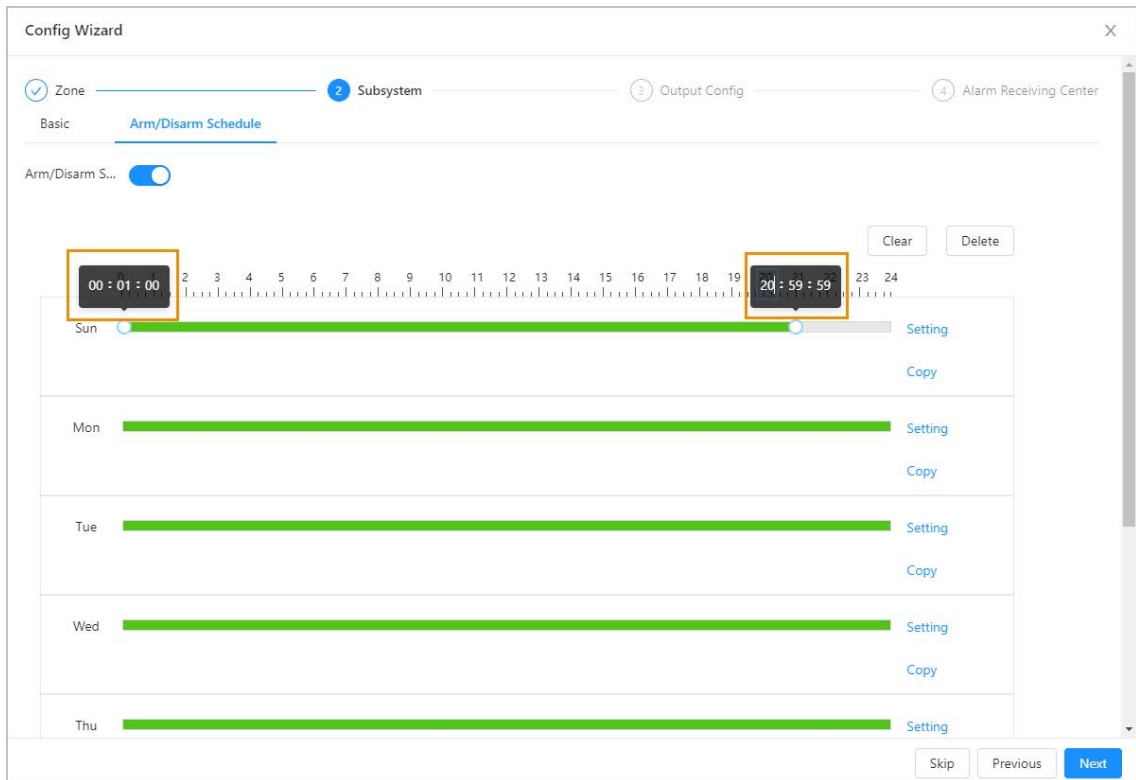 Config Wizard
Zone 2 Subsystem 3 Output Config 4 Alarm Receiving Center
Basic Arm/Disarm Schedule
Arm/Disarm S...
Clear Delete
00 : 01 : 00 2 3 4 5 6 7 8 9 10 11 12 13 14 15 16 17 18 19 20 : 59 : 59 23 24
Sun Setting
Copy
Mon Setting
Copy
Tue Setting
Copy
Wed Setting
Copy
Thu Setting
Skip Previous Next